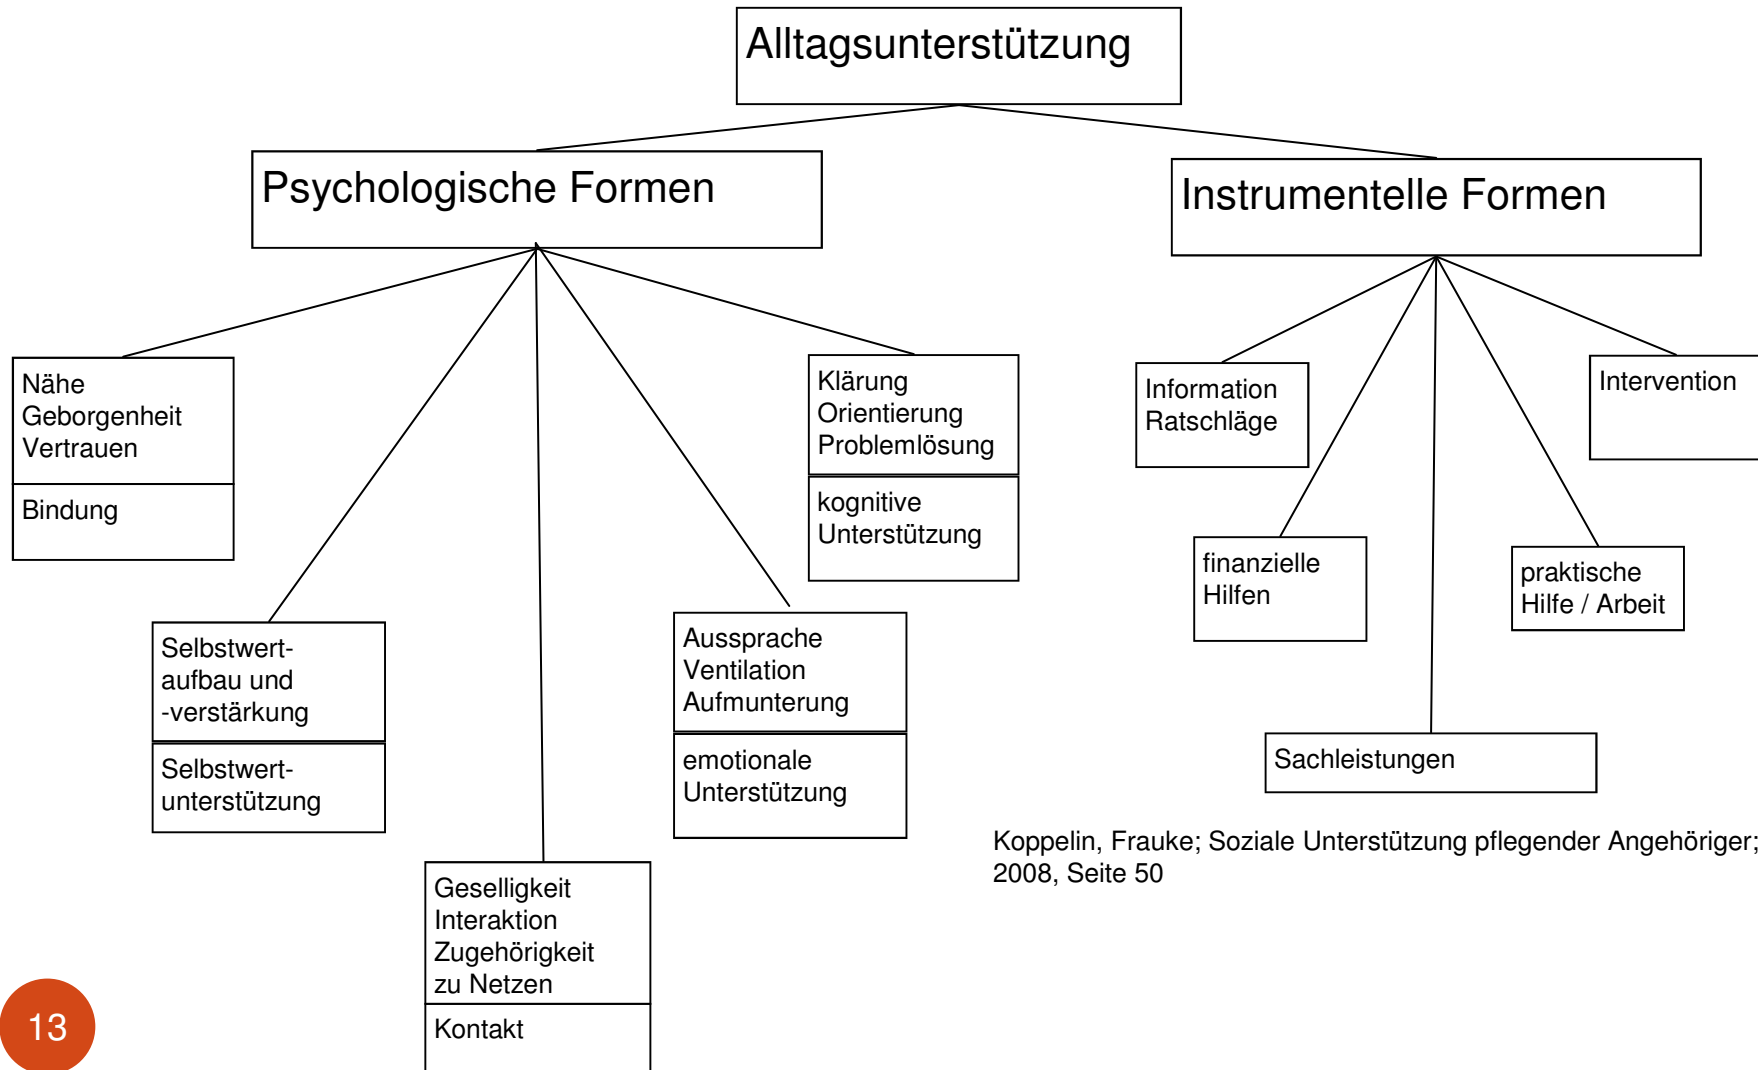 Alltagsunterstützung
Psychologische Formen
Instrumentelle Formen
Nähe
Geborgenheit
Vertrauen
Bindung
Selbstwert-
aufbau und
-verstärkung
Selbstwert-
unterstützung
Geselligkeit
Interaktion
Zugehörigkeit
zu Netzen
Kontakt
Aussprache
Ventilation
Aufmunterung
emotionale
Unterstützung
Klärung
Orientierung
Problemlösung
kognitive
Unterstützung
Information
Ratschläge
finanzielle
Hilfen
Sachleistungen
praktische
Hilfe / Arbeit
Intervention
Koppelin, Frauke; Soziale Unterstützung pflegender Angehöriger;
2008, Seite 50
13